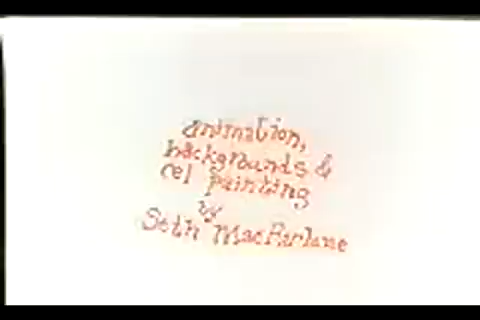 animation,
backgrounds &
cel painting
by
Seth MacFarlane